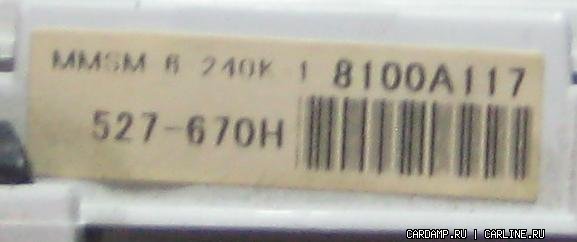 MMSM 6 240K 1 8100A117
527-670H
CARDAMP.RU | CARLINE.RU